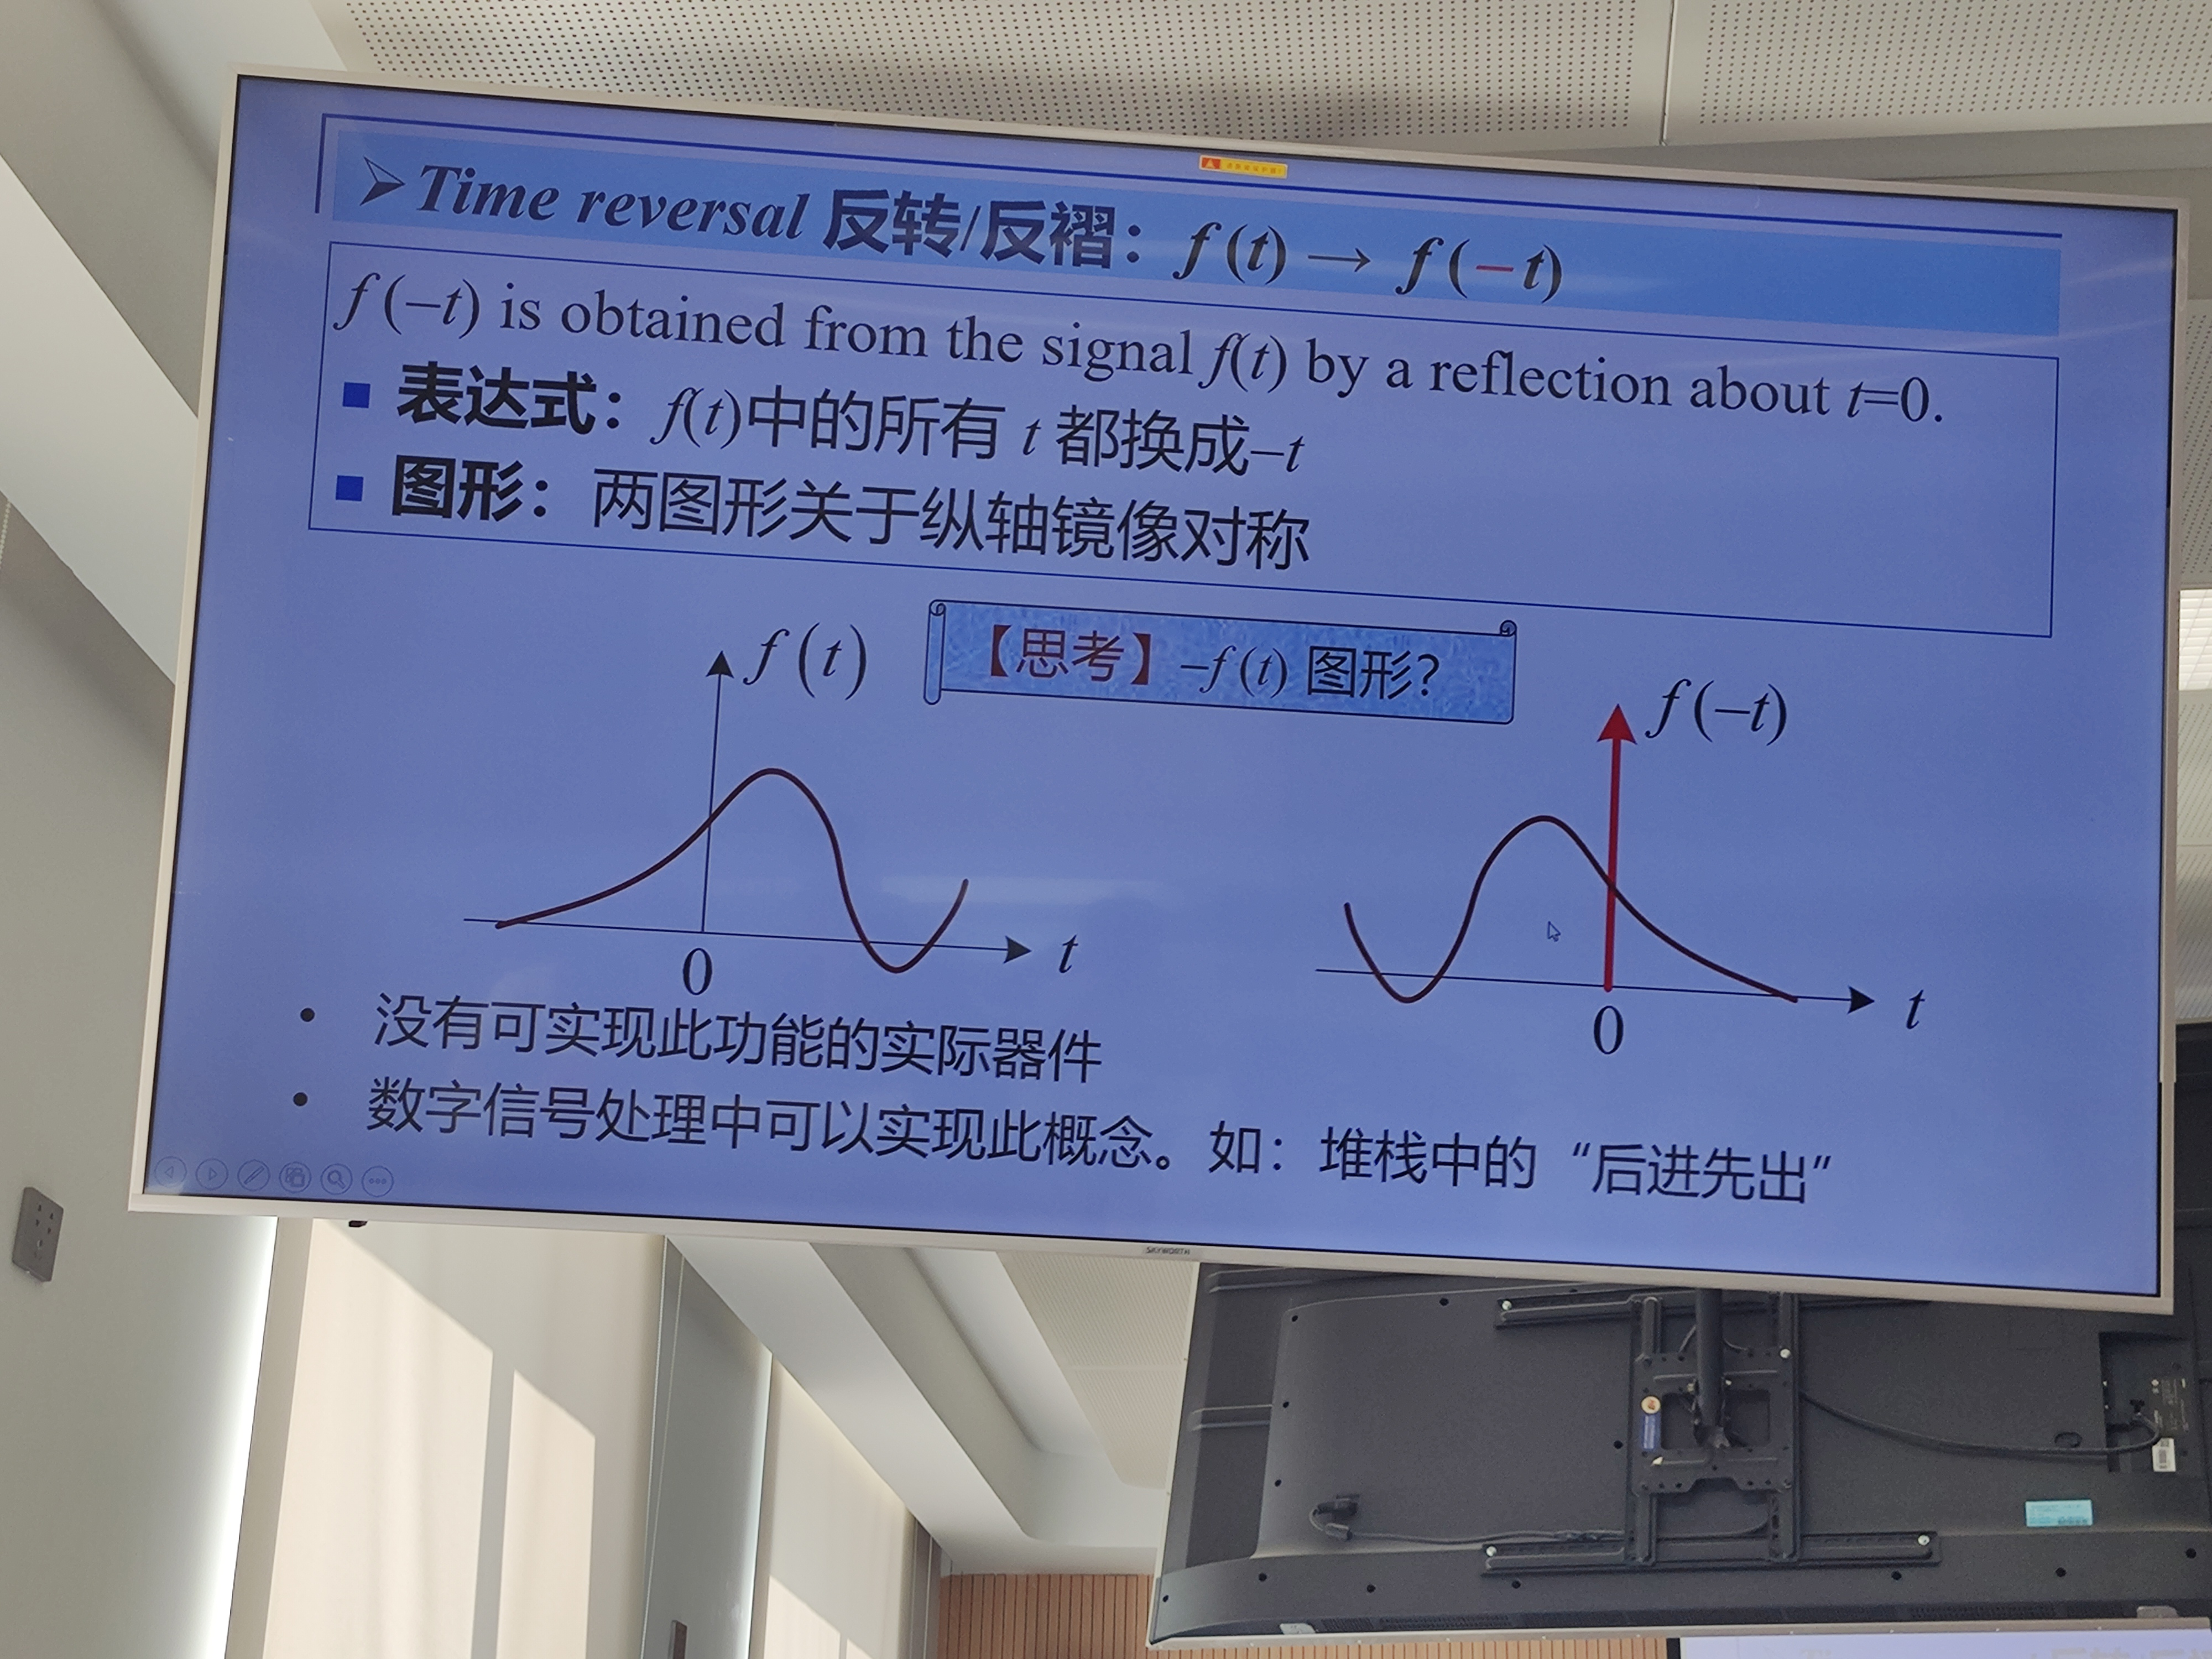 ➢Time reversal 反转/反褶：f(t)→ f(−t)
f(−t) is obtained from the signal f(t) by a reflection about t=0.
■ 表达式：f(t)中的所有 t 都换成−t
■ 图形：两图形关于纵轴镜像对称
【思考】−f(t) 图形？
f(t)
t
0
f(−t)
t
0
• 没有可实现此功能的实际器件
• 数字信号处理中可以实现此概念。如：堆栈中的“后进先出”
SKYWORTH